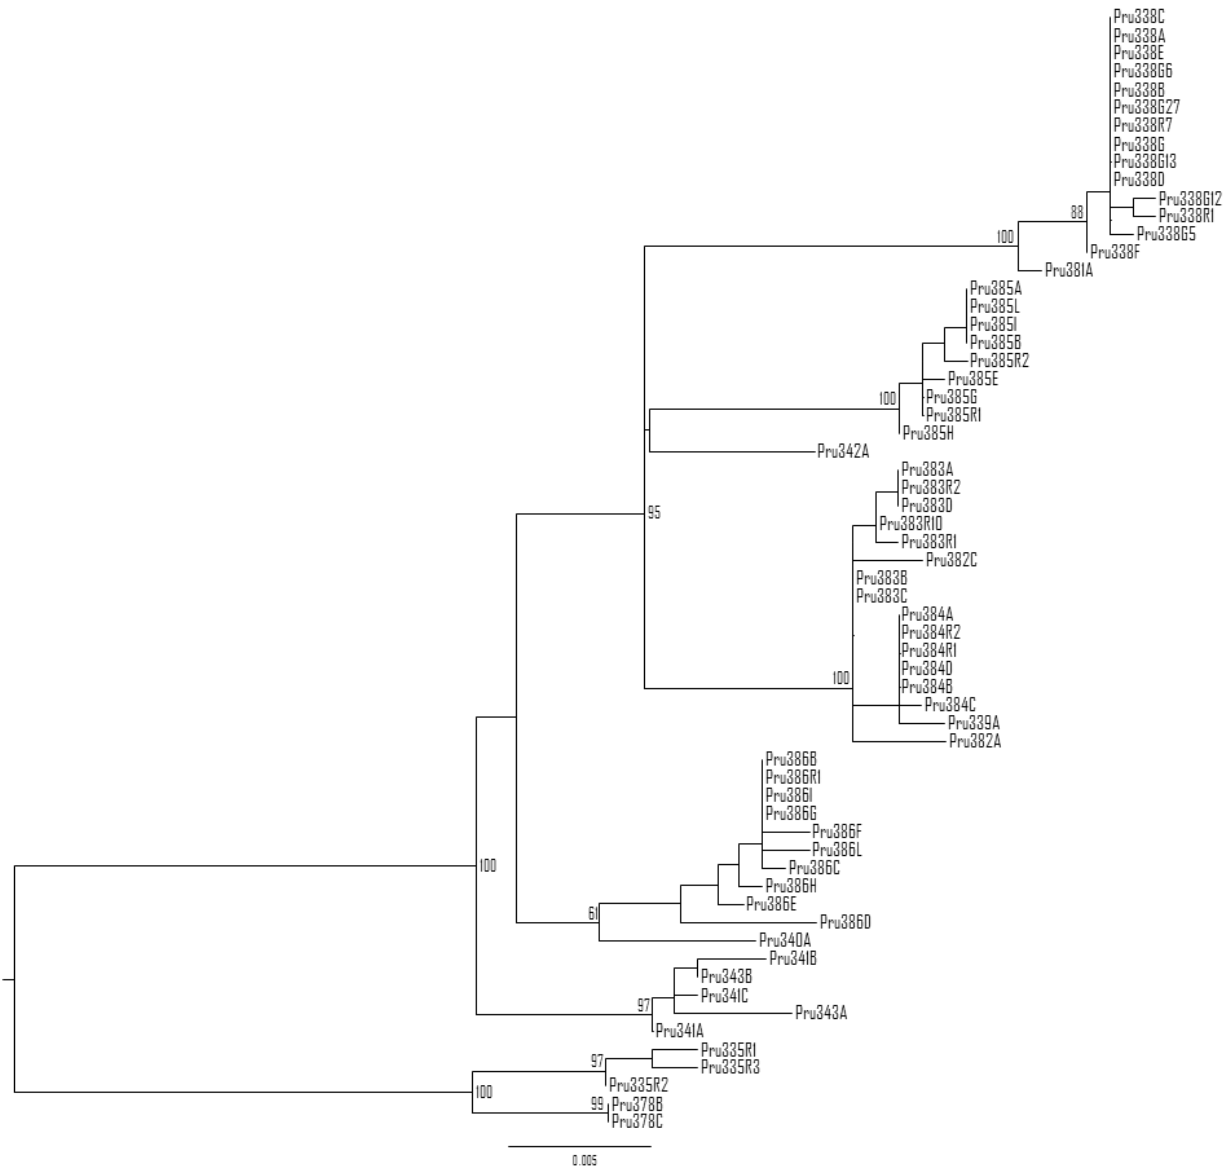 Pru338C
Pru338A
Pru338E
Pru338G6
Pru338B
Pru338G27
Pru338R7
Pru338G
Pru338G13
Pru338D
Pru338G12
88
Pru338R1
Pru338G5
100
Pru338F
Pru381A
Pru385A
Pru385L
Pru385I
Pru385B
Pru385R2
Pru385E
100
Pru385G
Pru385R1
Pru385H
Pru342A
Pru383A
Pru383R2
Pru383D
95
Pru383R10
Pru383R1
Pru382C
Pru383B
Pru383C
Pru384A
Pru384R2
Pru384R1
Pru384D
100
Pru384B
Pru384C
Pru339A
Pru382A
Pru386B
Pru386R1
Pru386I
Pru386G
Pru386F
Pru386L
100
Pru386C
Pru386H
Pru386E
61
Pru386D
Pru340A
Pru341B
Pru343B
Pru341C
97
Pru343A
Pru341A
Pru335R1
97
Pru335R3
Pru335R2
100
99
Pru378B
Pru378C
0.005